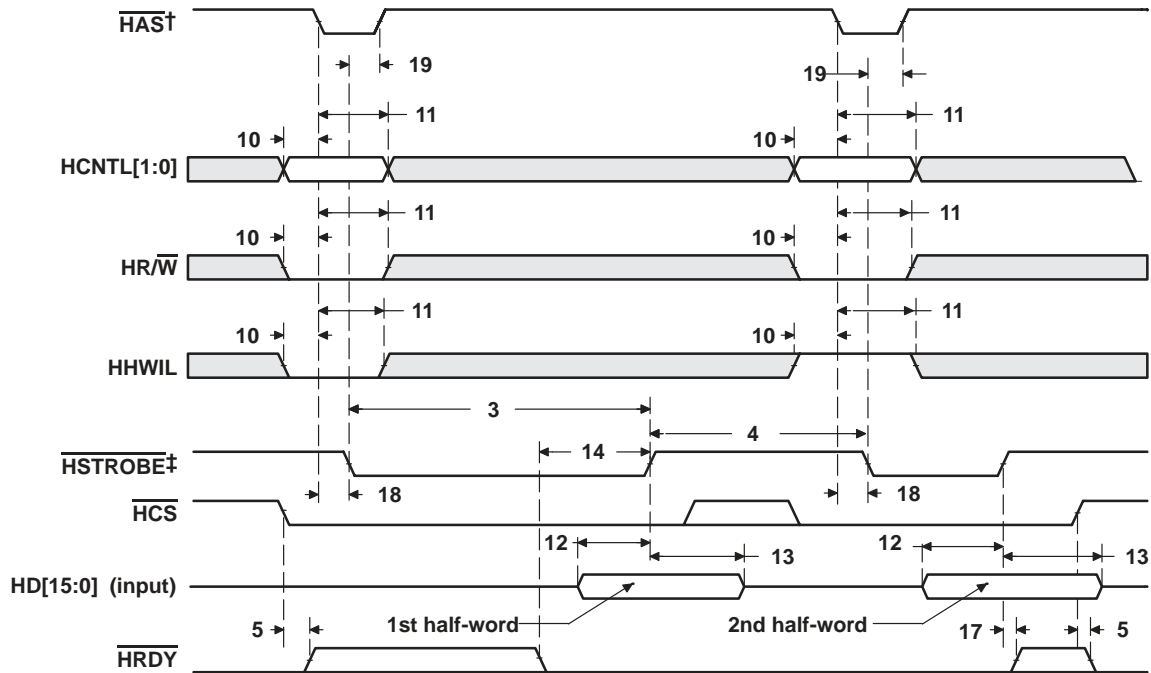 HAS†
19
19
11
11
10
10
HCNTL[1:0]
11
11
10
10
HR/W
11
11
10
10
HHWIL
3
4
14
HSTROBE‡
18
18
HCS
12
13
12
13
HD[15:0] (input)
1st half-word
2nd half-word
5
17
5
HRDY